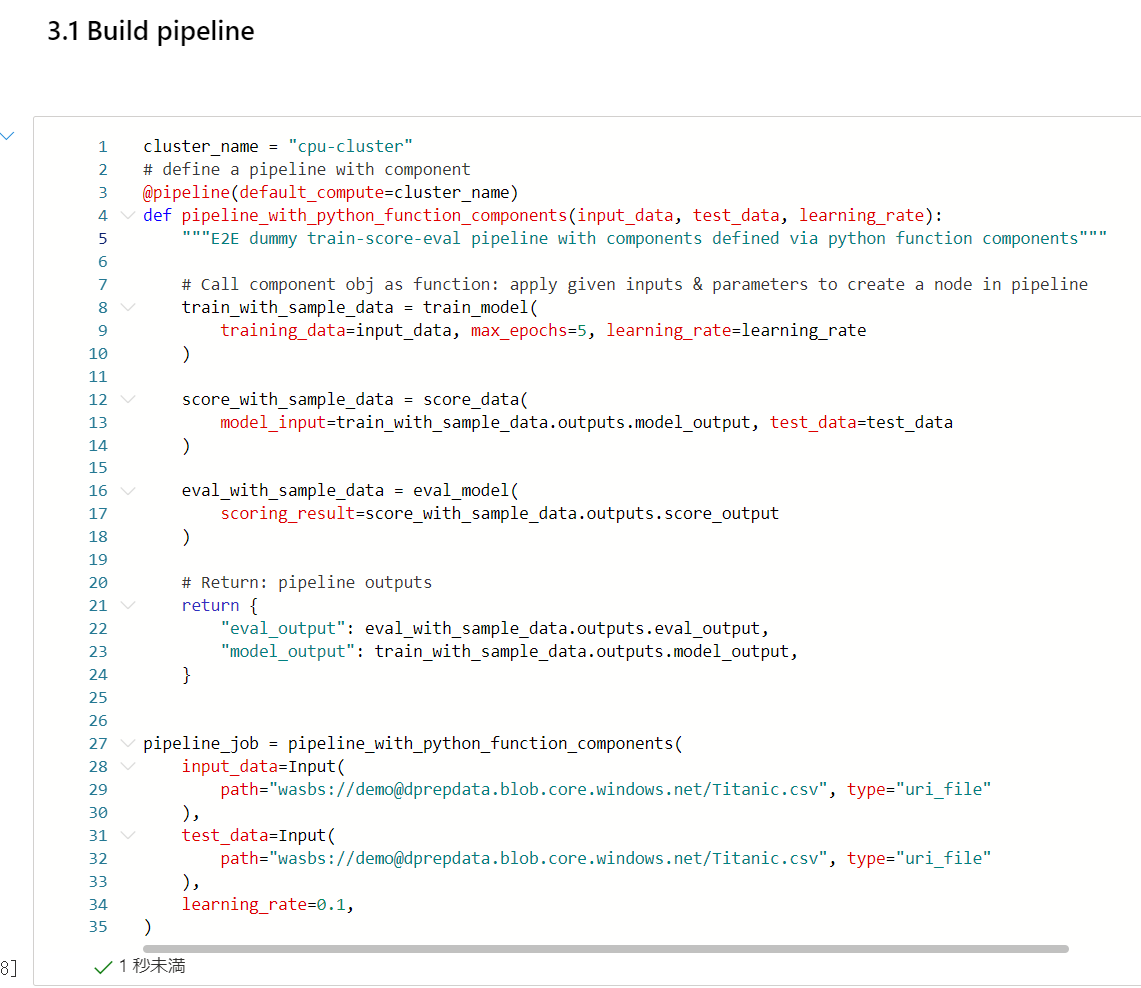 3.1 Build pipeline
1 cluster_name = "cpu-cluster"
2 # define a pipeline with component
3 @pipeline(default_compute=cluster_name)
4 def pipeline_with_python_function_components(input_data, test_data, learning_rate):
5     """E2E dummy train-score-eval pipeline with components defined via python function components"""
6
7     # Call component obj as function: apply given inputs & parameters to create a node in pipeline
8     train_with_sample_data = train_model(
9         training_data=input_data, max_epochs=5, learning_rate=learning_rate
10     )
11
12     score_with_sample_data = score_data(
13         model_input=train_with_sample_data.outputs.model_output, test_data=test_data
14     )
15
16     eval_with_sample_data = eval_model(
17         scoring_result=score_with_sample_data.outputs.score_output
18     )
19
20     # Return: pipeline outputs
21     return {
22         "eval_output": eval_with_sample_data.outputs.eval_output,
23         "model_output": train_with_sample_data.outputs.model_output,
24     }
25
26
27 pipeline_job = pipeline_with_python_function_components(
28     input_data=Input(
29         path="wasbs://demo@dprepdata.blob.core.windows.net/Titanic.csv", type="uri_file"
30     ),
31     test_data=Input(
32         path="wasbs://demo@dprepdata.blob.core.windows.net/Titanic.csv", type="uri_file"
33     ),
34     learning_rate=0.1,
35 )
8] ✓ 1 秒未満